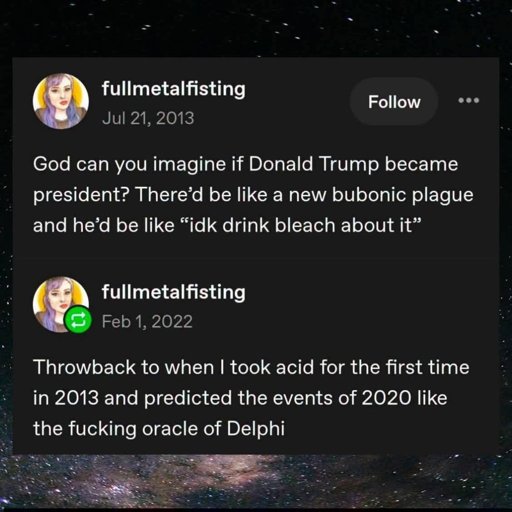 fullmetalfisting
Follow
Jul 21, 2013
God can you imagine if Donald Trump became
president? There’d be like a new bubonic plague
and he’d be like “idk drink bleach about it”
fullmetalfisting
Feb 1, 2022
Throwback to when I took acid for the first time
in 2013 and predicted the events of 2020 like
the fucking oracle of Delphi